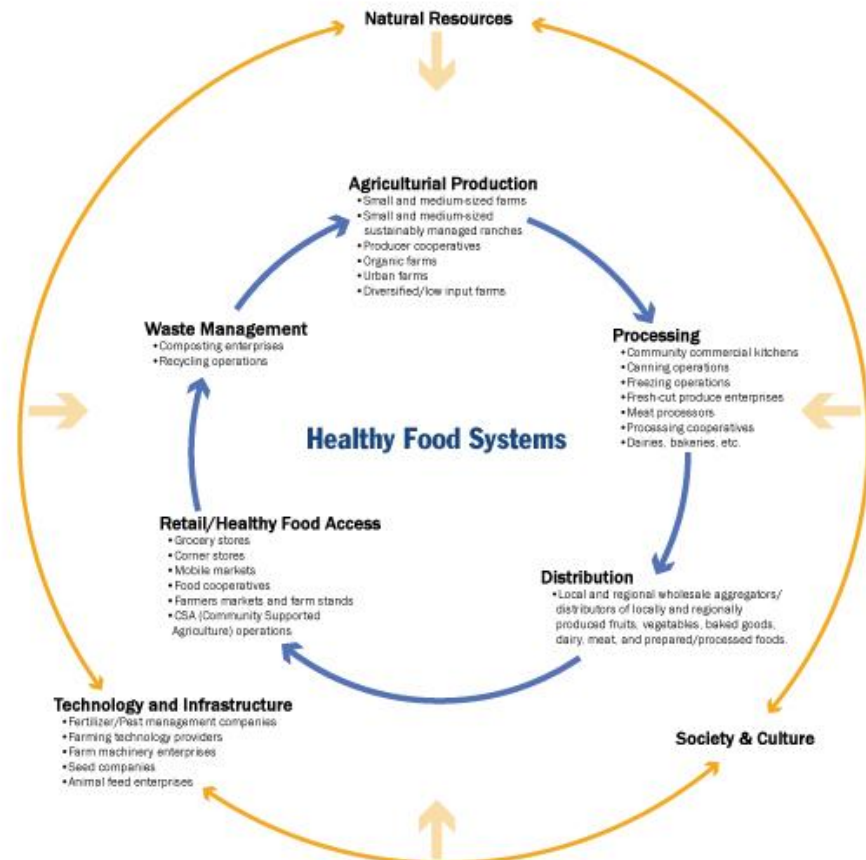 Natural Resources
Agriculturial Production
•Small and medium-sized farms
•Small and medium-sized
sustainably managed ranches
•Producer cooperatives
•Organic farms
•Urban farms
•Diversified/low input farms
Waste Management
•Composting enterprises
•Recycling operations
Processing
•Community commercial kitchens
•Canning operations
•Freezing operations
•Fresh-cut produce enterprises
•Meat processors
•Processing cooperatives
•Dairies, bakeries, etc.
Healthy Food Systems
Retail/Healthy Food Access
•Grocery stores
•Corner stores
•Mobile markets
•Food cooperatives
•Farmers markets and farm stands
•CSA (Community Supported
Agriculture) operations
Distribution
•Local and regional wholesale aggregators/
distributors of locally and regionally
produced fruits, vegetables, baked goods,
dairy, meat, and prepared/processed foods.
Technology and Infrastructure
•Fertilizer/Pest management companies
•Farming technology providers
•Farm machinery enterprises
•Seed companies
•Animal feed enterprises
Society & Culture